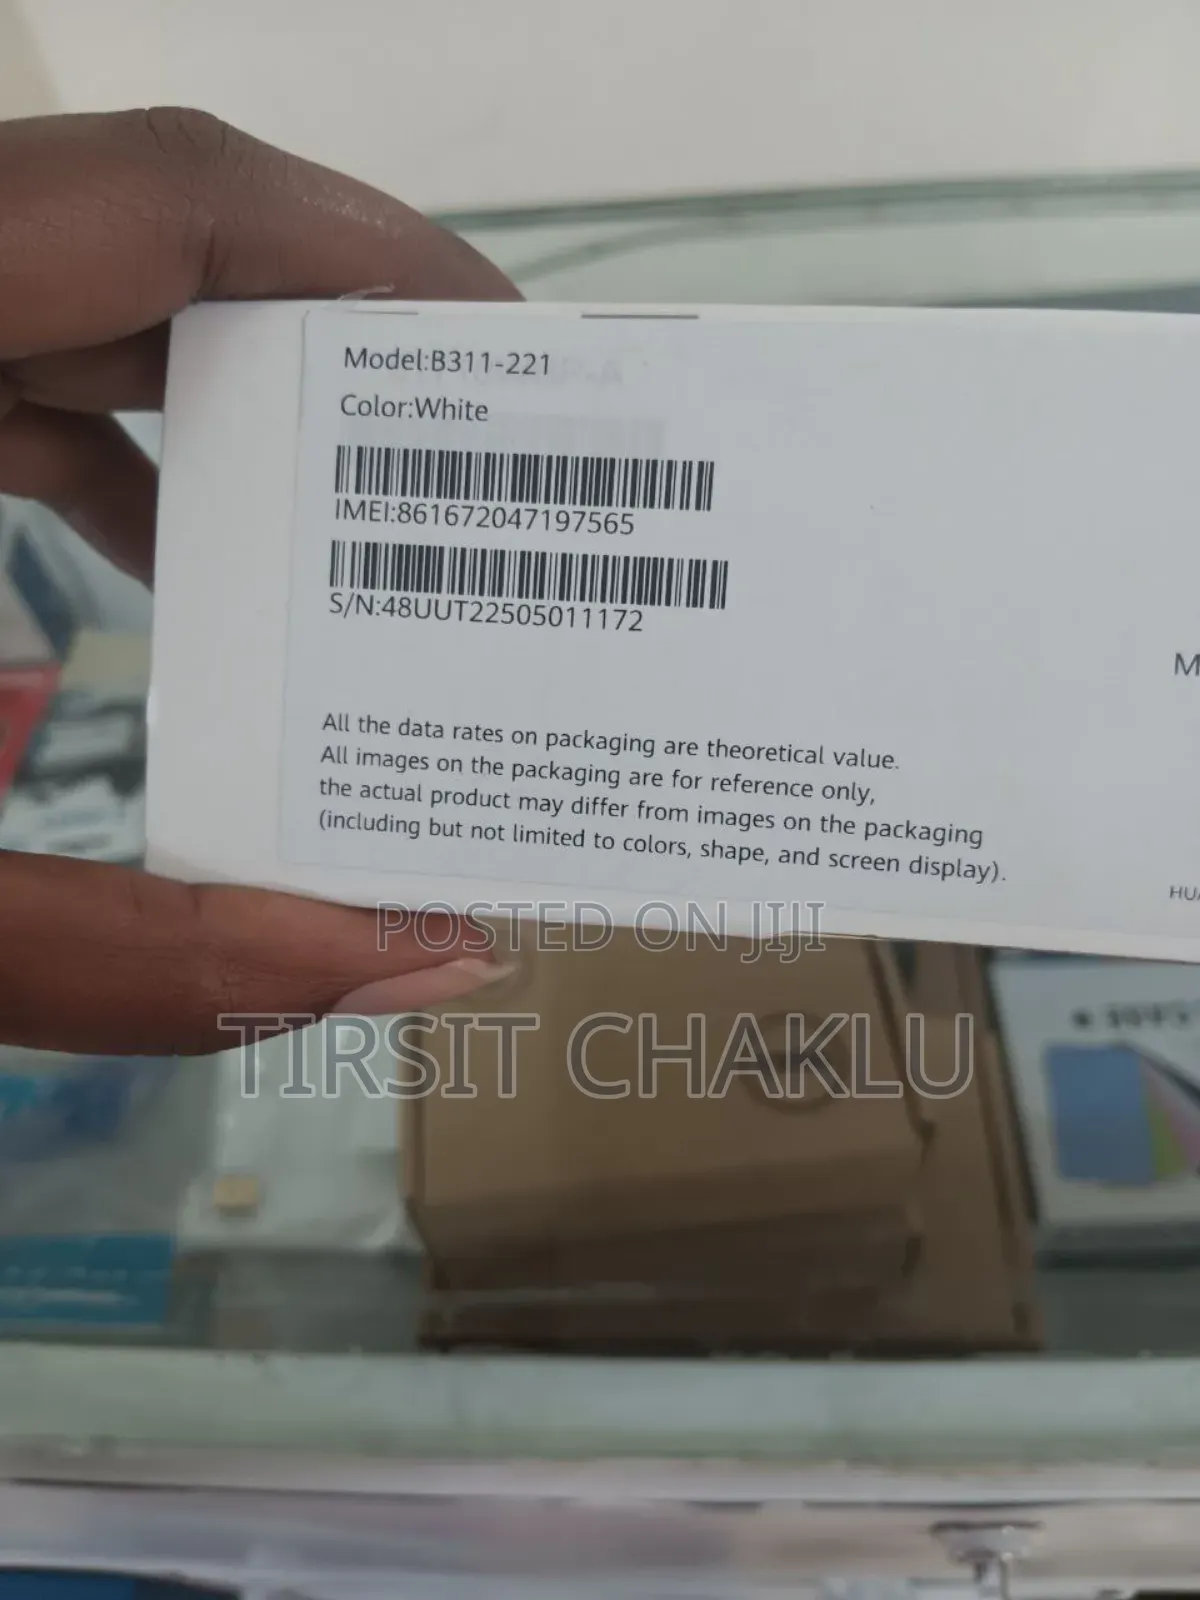 Model:B311-221
Color:White
IMEI:861672047197565
S/N:48UUT22505011172
M
All the data rates on packaging are theoretical value.
All images on the packaging are for reference only,
the actual product may differ from images on the packaging
(including but not limited to colors, shape, and screen display).
HUA
POSTED ON JIJI
TIRSIT CHAKLU